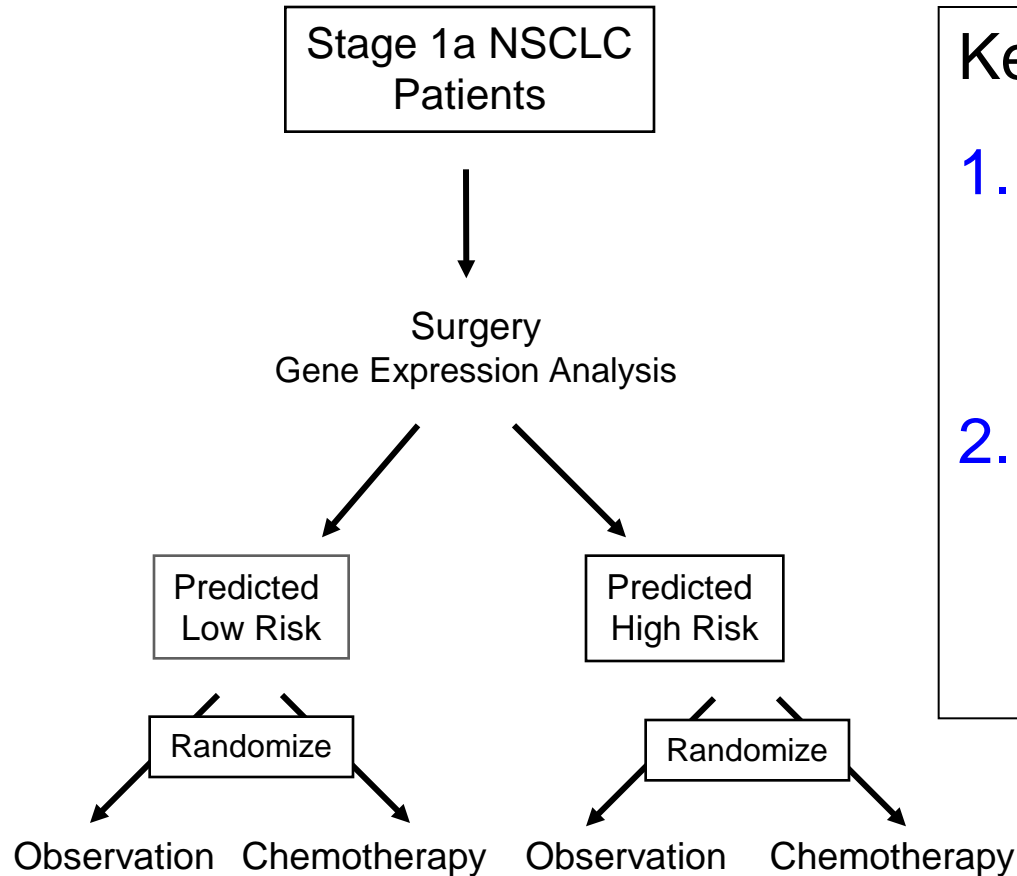 Stage 1a NSCLC
Patients
Surgery
Gene Expression Analysis
Predicted
Low Risk
Predicted
High Risk
Randomize
Randomize
Observation
Chemotherapy
Observation
Chemotherapy
Ke
1.
2.